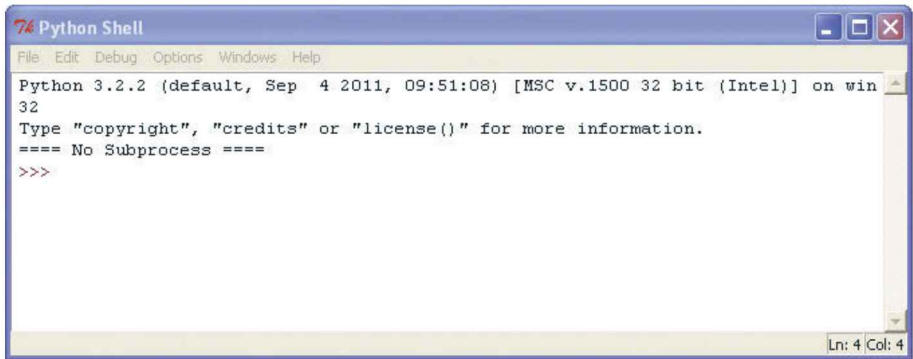 Python Shell
File Edit Debug Options Windows Help
Python 3.2.2 (default, Sep  4 2011, 09:51:08) [MSC v.1500 32 bit (Intel)] on win
32
Type "copyright", "credits" or "license()" for more information.
==== No Subprocess ====
>>>
Ln: 4 Col: 4